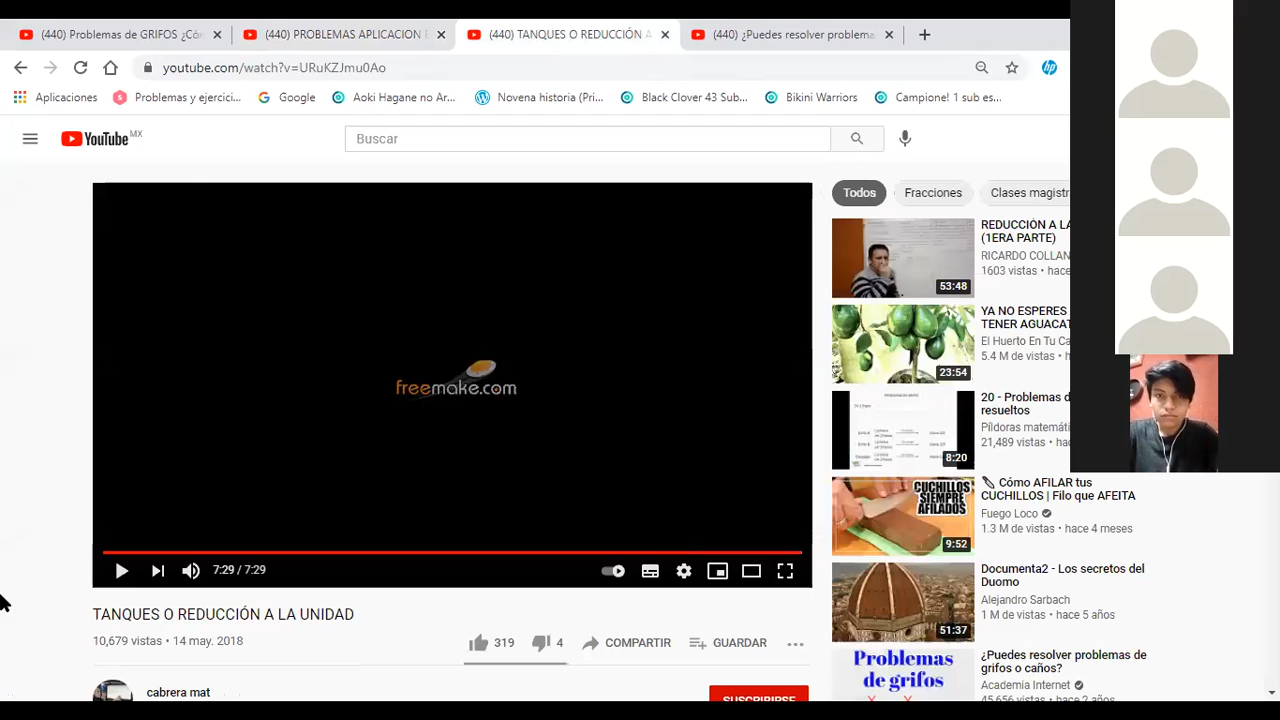 (440) Problemas de GRIFOS ¿Có
(440) PROBLEMAS APLICACION
(440) TANQUES O REDUCCIÓN A
(440) ¿Puedes resolver problema
youtube.com/watch?v=URuKZJmu0Ao
Aplicaciones
Problemas y ejercici...
Google
Aoki Hagane no Ar...
Novena historia (Pri...
Black Clover 43 Sub...
Bikini Warriors
Campione! 1 sub es...
YouTube MX
Buscar
Todos
Fracciones
Clases magistr
freemake.com
7:29 / 7:29
TANQUES O REDUCCIÓN A LA UNIDAD
10,679 vistas • 14 may. 2018
319
4
COMPARTIR
GUARDAR
cabrera mat
SUSCRIBIRSE
REDUCCIÓN A LA
(1ERA PARTE)
RICARDO COLLAN
1603 vistas • hace
53:48
YA NO ESPERES
TENER AGUACAT
El Huerto En Tu Ca
5.4 M de vistas •
23:54
20 - Problemas d
resueltos
Píldoras matemáti
21,489 vistas • hac
8:20
CUCHILLOS
SIEMPRE
AFILADOS
Cómo AFILAR tus
CUCHILLOS | Filo que AFEITA
Fuego Loco
1.3 M de vistas • hace 4 meses
9:52
Documenta2 - Los secretos del
Duomo
Alejandro Sarbach
1 M de vistas • hace 5 años
51:37
Problemas
de grifos
¿Puedes resolver problemas de
grifos o caños?
Academia Internet
45,656 vistas • hace 2 años